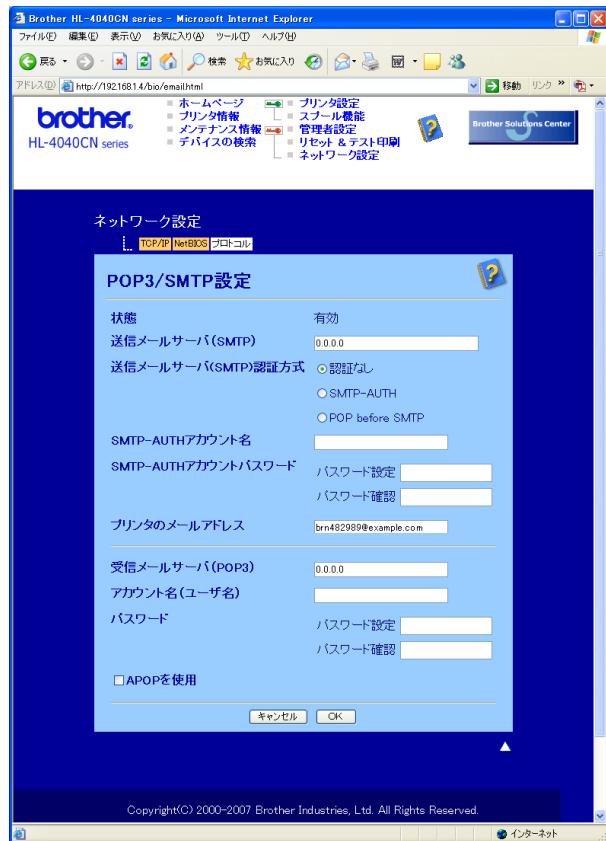 Brother HL-4040CN series - Microsoft Internet Explorer
ファイル(F) 編集(E) 表示(V) お気に入り(A) ツール(T) ヘルプ(H)
戻る 検索 お気に入り
アドレス(D) http://192.168.1.4/bio/email.html 移動 リンク »
brother.
HL-4040CN series
ホームページ
プリンタ情報
メンテナンス情報
デバイスの検索
プリンタ設定
スプール機能
管理者設定
リセット & テスト印刷
ネットワーク設定
Brother Solutions Center
ネットワーク設定
TCP/IP NetBIOS プロトコル
POP3/SMTP設定
状態 有効
送信メールサーバ(SMTP) 0.0.0.0
送信メールサーバ(SMTP)認証方式 認証なし
SMTP-AUTH
POP before SMTP
SMTP-AUTHアカウント名
SMTP-AUTHアカウントパスワード パスワード設定
パスワード確認
プリンタのメールアドレス brn482989@example.com
受信メールサーバ(POP3) 0.0.0.0
アカウント名(ユーザ名)
パスワード パスワード設定
パスワード確認
APOPを使用
キャンセル OK
Copyright(C) 2000-2007 Brother Industries, Ltd. All Rights Reserved.
インターネット